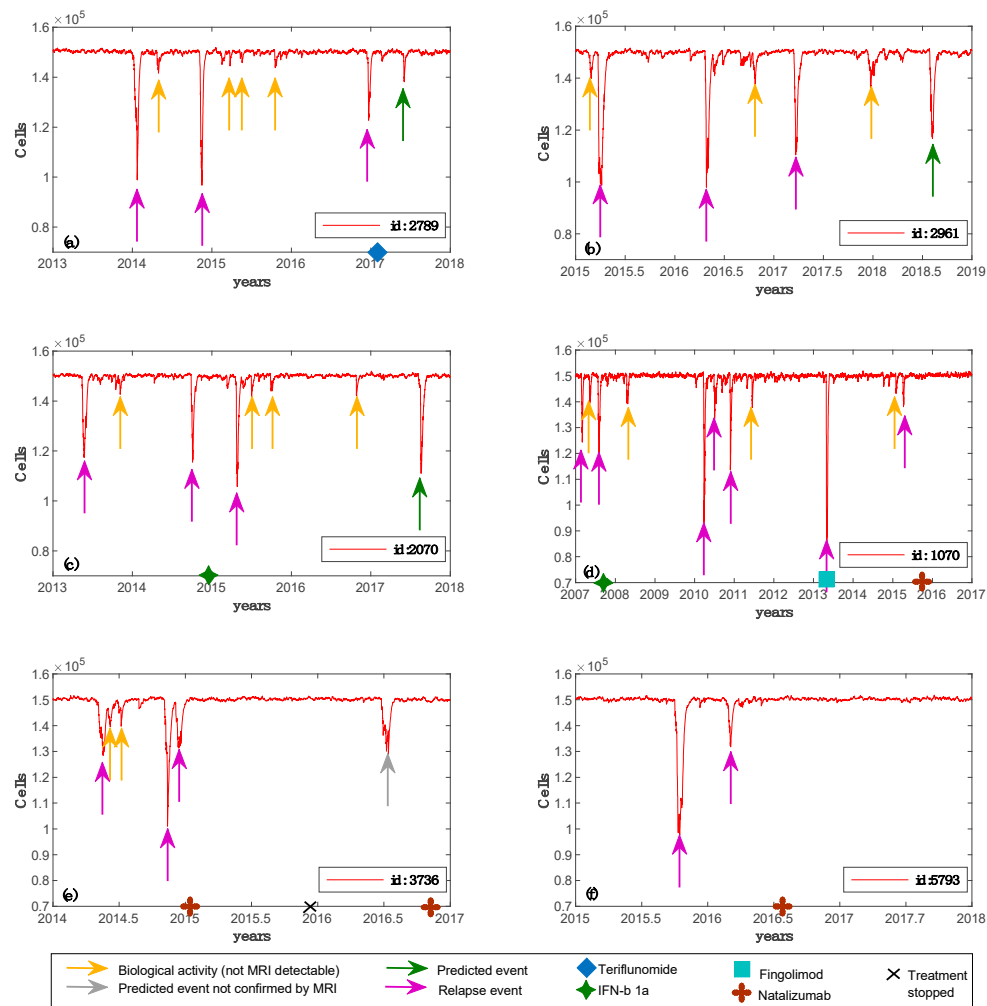 ×10^5
1.6
1.4
1.2
1
0.8
Cells
(a)
id:2789
2013 2014 2015 2016 2017 2018
years
×10^5
1.6
1.4
1.2
1
0.8
Cells
(b)
id:2961
2015 2015.5 2016 2016.5 2017 2017.5 2018 2018.5 2019
years
×10^5
1.6
1.4
1.2
1
0.8
Cells
(c)
id:2070
2013 2014 2015 2016 2017 2018
years
×10^5
1.6
1.5
1.4
1.3
1.2
1.1
1
0.9
0.8
0.7
Cells
(d)
id:1070
2007 2008 2009 2010 2011 2012 2013 2014 2015 2016 2017
years
×10^5
1.6
1.5
1.4
1.3
1.2
1.1
1
0.9
0.8
0.7
Cells
(e)
id:3736
2014 2014.5 2015 2015.5 2016 2016.5 2017
years
×10^5
1.6
1.5
1.4
1.3
1.2
1.1
1
0.9
0.8
0.7
Cells
(f)
id:5793
2015 2015.5 2016 2016.5 2017 2017.7 2018
years
Biological activity (not MRI detectable)
Predicted event not confirmed by MRI
Predicted event
Relapse event
Teriflunomide
IFN-b 1a
Fingolimod
Natalizumab
Treatment
stopped